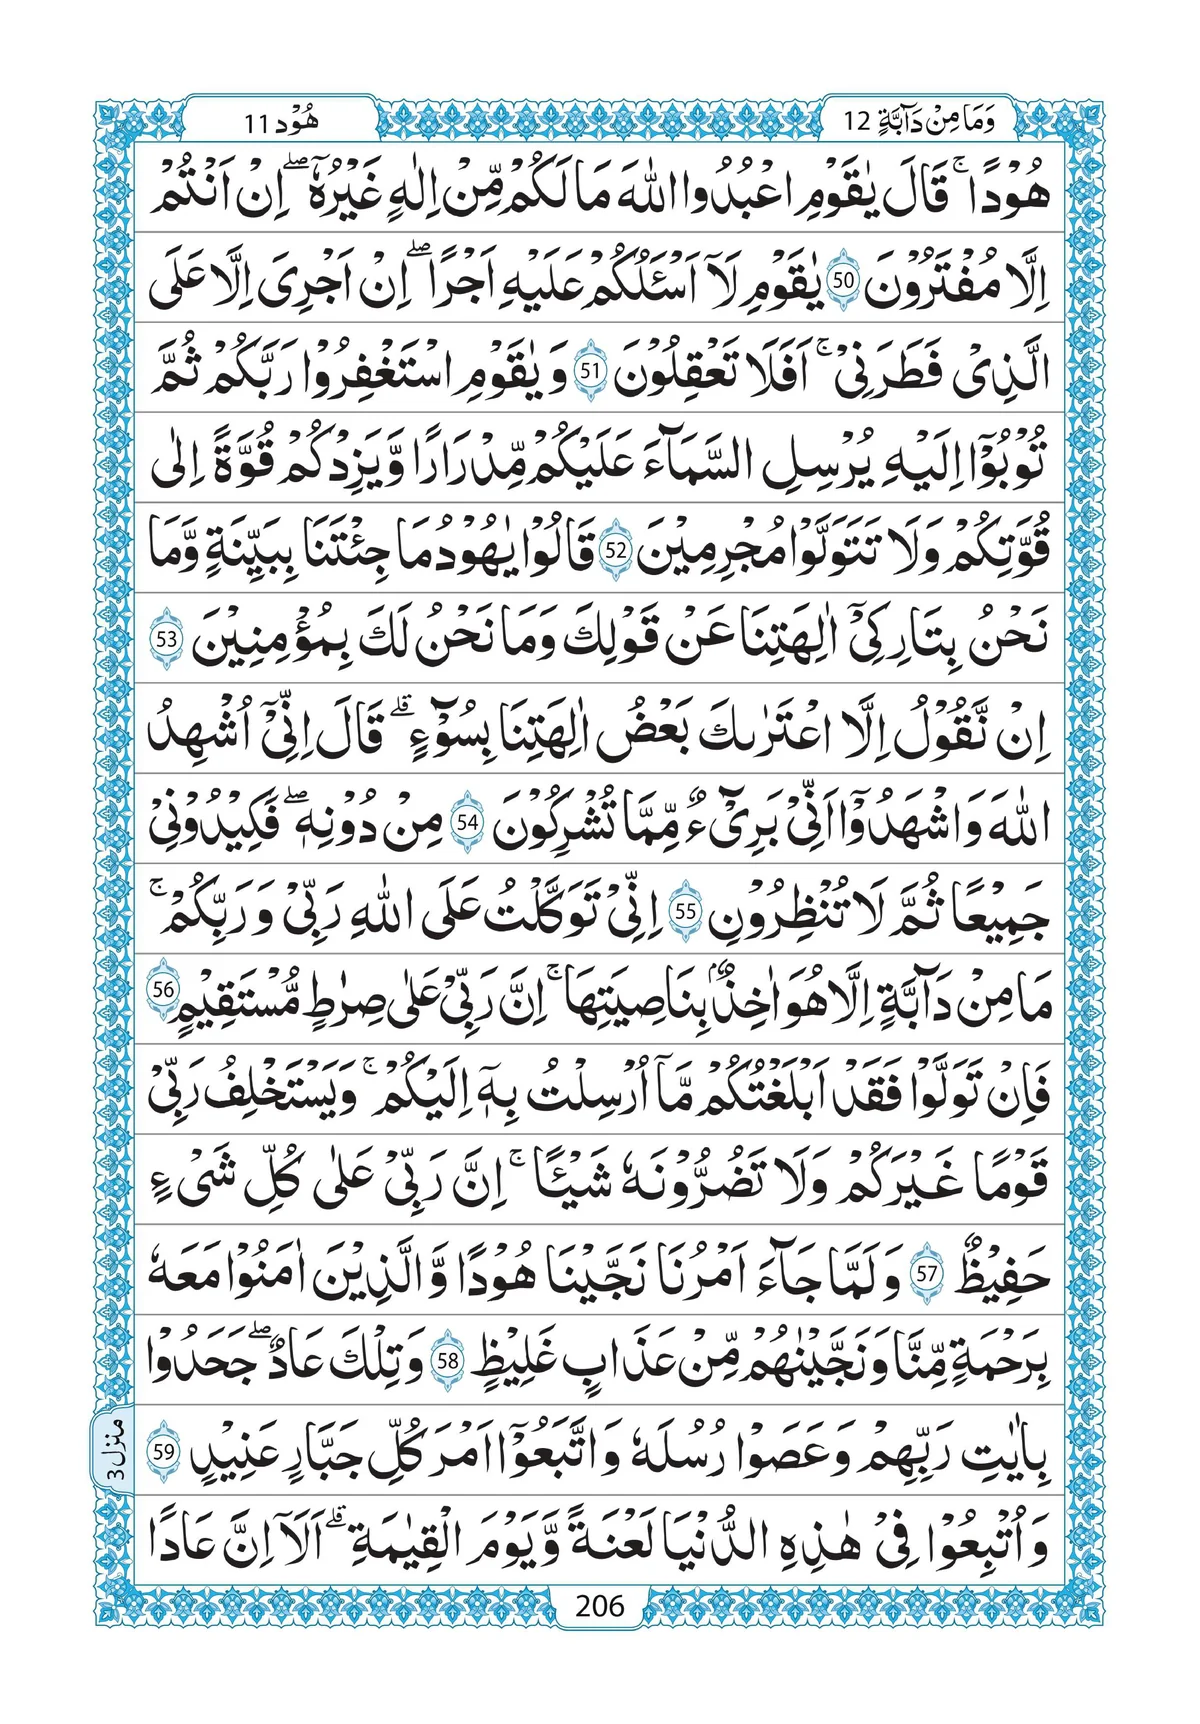 وَمَا مِنْ دَآبَّةٍ 12
هُوْد 11
هُوْدًا ۚ قَالَ يٰقَوْمِ اعْبُدُوا اللّٰهَ مَا لَكُمْ مِّنْ اِلٰهٍ غَيْرُهٗ ۖ اِنْ اَنْتُمْ
اِلَّا مُفْتَرُوْنَ 50 يٰقَوْمِ لَآ اَسْـَٔلُكُمْ عَلَيْهِ اَجْرًا ۖ اِنْ اَجْرِىَ اِلَّا عَلَى
الَّذِىْ فَطَرَنِىْ ۚ اَفَلَا تَعْقِلُوْنَ 51 وَ يٰقَوْمِ اسْتَغْفِرُوْا رَبَّكُمْ ثُمَّ
تُوْبُوْٓا اِلَيْهِ يُرْسِلِ السَّمَآءَ عَلَيْكُمْ مِّدْرَارًا وَّيَزِدْكُمْ قُوَّةً اِلٰى
قُوَّتِكُمْ وَلَا تَتَوَلَّوْا مُجْرِمِيْنَ 52 قَالُوْا يٰهُوْدُ مَا جِئْتَنَا بِبَيِّنَةٍ وَّمَا
نَحْنُ بِتَارِكِىْٓ اٰلِهَتِنَا عَنْ قَوْلِكَ وَمَا نَحْنُ لَكَ بِمُؤْمِنِيْنَ 53
اِنْ نَّقُوْلُ اِلَّا اعْتَرٰىكَ بَعْضُ اٰلِهَتِنَا بِسُوْٓءٍ ۗ قَالَ اِنِّىْٓ اُشْهِدُ
اللّٰهَ وَاشْهَدُوْٓا اَنِّىْ بَرِىْٓءٌ مِّمَّا تُشْرِكُوْنَ 54 مِنْ دُوْنِهٖ ۖ فَكِيْدُوْنِىْ
جَمِيْعًا ثُمَّ لَا تُنْظِرُوْنِ 55 اِنِّىْ تَوَكَّلْتُ عَلَى اللّٰهِ رَبِّىْ وَ رَبِّكُمْ ۚ
مَا مِنْ دَآبَّةٍ اِلَّا هُوَ اٰخِذٌۢ بِنَاصِيَتِهَا ۚ اِنَّ رَبِّىْ عَلٰى صِرٰطٍ مُّسْتَقِيْمٍ 56
فَاِنْ تَوَلَّوْا فَقَدْ اَبْلَغْتُكُمْ مَّآ اُرْسِلْتُ بِهٖٓ اِلَيْكُمْ ۚ وَيَسْتَخْلِفُ رَبِّىْ
قَوْمًا غَيْرَكُمْ وَلَا تَضُرُّوْنَهٗ شَيْـًٔا ۚ اِنَّ رَبِّىْ عَلٰى كُلِّ شَىْءٍ
حَفِيْظٌ 57 وَ لَمَّا جَآءَ اَمْرُنَا نَجَّيْنَا هُوْدًا وَّ الَّذِيْنَ اٰمَنُوْا مَعَهٗ
بِرَحْمَةٍ مِّنَّا وَ نَجَّيْنٰهُمْ مِّنْ عَذَابٍ غَلِيْظٍ 58 وَ تِلْكَ عَادٌ ۖ جَحَدُوْا
بِاٰيٰتِ رَبِّهِمْ وَ عَصَوْا رُسُلَهٗ وَ اتَّبَعُوْٓا اَمْرَ كُلِّ جَبَّارٍ عَنِيْدٍ 59
وَ اُتْبِعُوْا فِىْ هٰذِهِ الدُّنْيَا لَعْنَةً وَّ يَوْمَ الْقِيٰمَةِ ۗ اَلَآ اِنَّ عَادًا
منزل 3
206